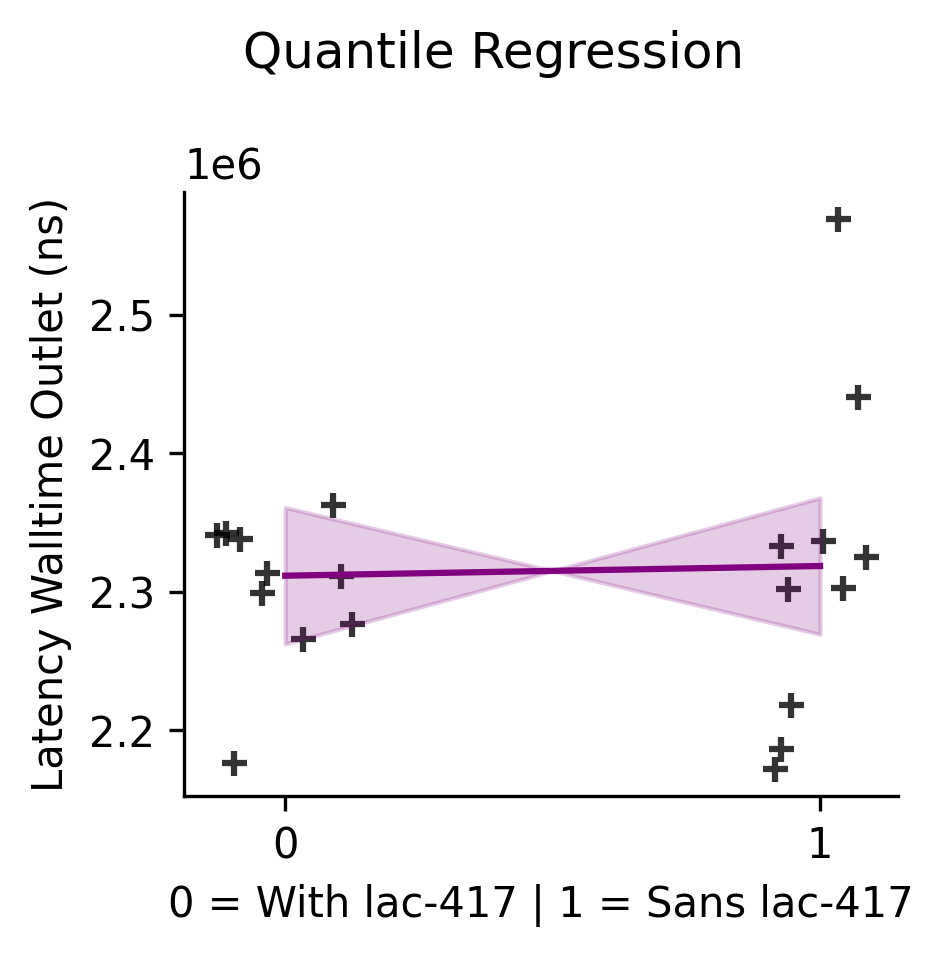 Quantile Regression
1e6
Latency Walltime Outlet (ns)
2.5
2.4
2.3
2.2
0
1
0 = With lac-417 | 1 = Sans lac-417